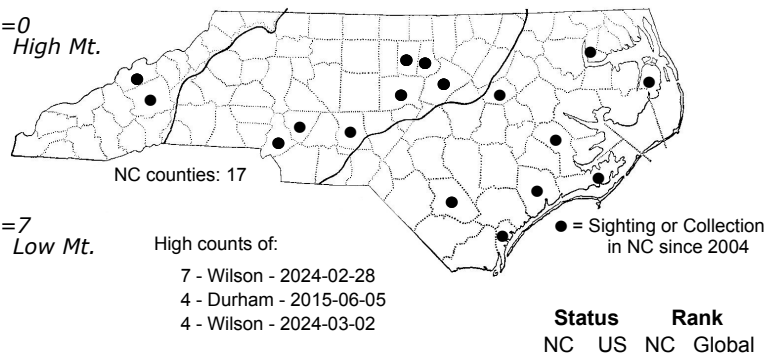 =0
High Mt.
NC counties: 17
=7
Low Mt.
High counts of:
7 - Wilson - 2024-02-28
4 - Durham - 2015-06-05
4 - Wilson - 2024-03-02
● = Sighting or Collection
in NC since 2004
Status Rank
NC US NC Global